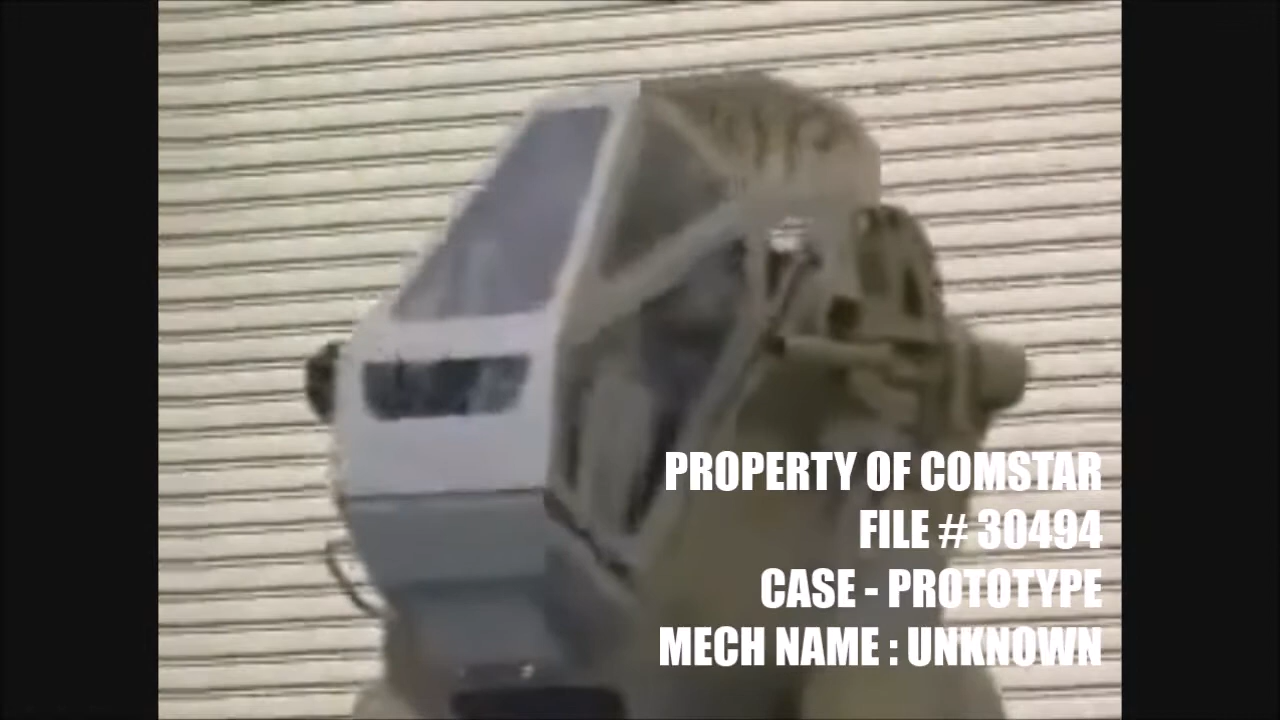 PROPERTY OF COMSTAR
FILE # 30494
CASE - PROTOTYPE
MECH NAME : UNKNOWN